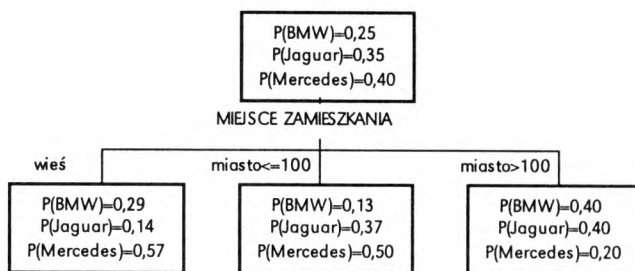 P(BMW)=0,25
P(Jaguar)=0,35
P(Mercedes)=0,40
MIEJSCE ZAMIESZKANIA
wieś
miasto<=100
miasto>100
P(BMW)=0,29
P(Jaguar)=0,14
P(Mercedes)=0,57
P(BMW)=0,13
P(Jaguar)=0,37
P(Mercedes)=0,50
P(BMW)=0,40
P(Jaguar)=0,40
P(Mercedes)=0,20